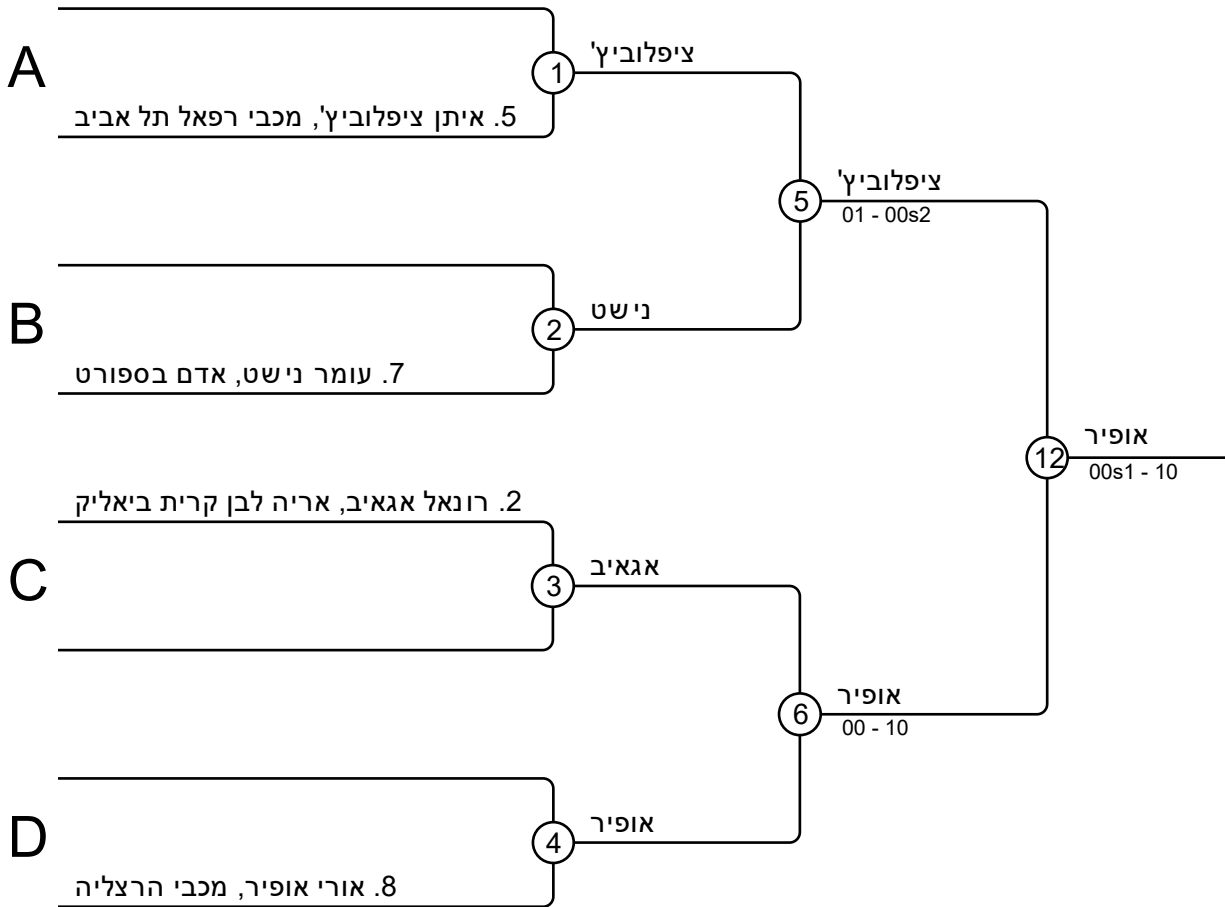 A
1
ציפלוביץ'
5. איתן ציפלוביץ', מכבי רפאל תל אביב
5
ציפלוביץ'
01 - 00s2
B
2
נישט
7. עומר נישט, אדם בספורט
12
אופיר
00s1 - 10
2. רונאל אגאיב, אריה לבן קרית ביאליק
C
3
אגאיב
6
אופיר
00 - 10
D
4
אופיר
8. אורי אופיר, מכבי הרצליה